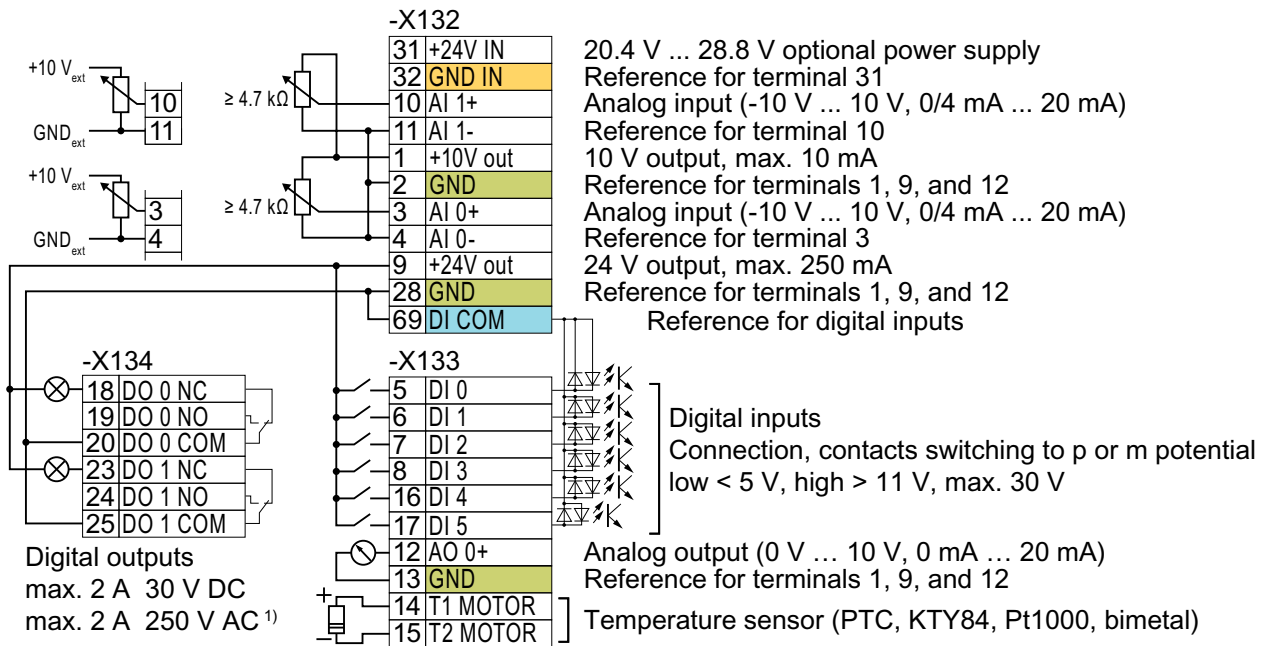 -X132
31 +24V IN 20.4 V ... 28.8 V optional power supply
32 GND IN Reference for terminal 31
10 AI 1+ Analog input (-10 V ... 10 V, 0/4 mA ... 20 mA)
11 AI 1- Reference for terminal 10
1 +10V out 10 V output, max. 10 mA
2 GND Reference for terminals 1, 9, and 12
3 AI 0+ Analog input (-10 V ... 10 V, 0/4 mA ... 20 mA)
4 AI 0- Reference for terminal 3
9 +24V out 24 V output, max. 250 mA
28 GND Reference for terminals 1, 9, and 12
69 DI COM Reference for digital inputs
+10 Vext
10
GNDext 11
≥ 4.7 kΩ
+10 Vext
3
GNDext 4
≥ 4.7 kΩ
-X134
18 DO 0 NC
19 DO 0 NO
20 DO 0 COM
23 DO 1 NC
24 DO 1 NO
25 DO 1 COM
Digital outputs
max. 2 A 30 V DC
max. 2 A 250 V AC 1)
-X133
5 DI 0
6 DI 1
7 DI 2
8 DI 3
16 DI 4
17 DI 5
Digital inputs
Connection, contacts switching to p or m potential
low < 5 V, high > 11 V, max. 30 V
12 AO 0+ Analog output (0 V … 10 V, 0 mA … 20 mA)
13 GND Reference for terminals 1, 9, and 12
+
14 T1 MOTOR
15 T2 MOTOR
–
Temperature sensor (PTC, KTY84, Pt1000, bimetal)